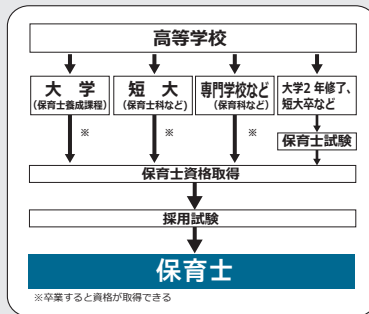 高等学校
大学
(保育士養成課程)
短大
(保育士科など)
専門学校など
(保育科など)
大学2年修了、
短大卒など
※
※
※
保育士試験
保育士資格取得
採用試験
保育士
※卒業すると資格が取得できる